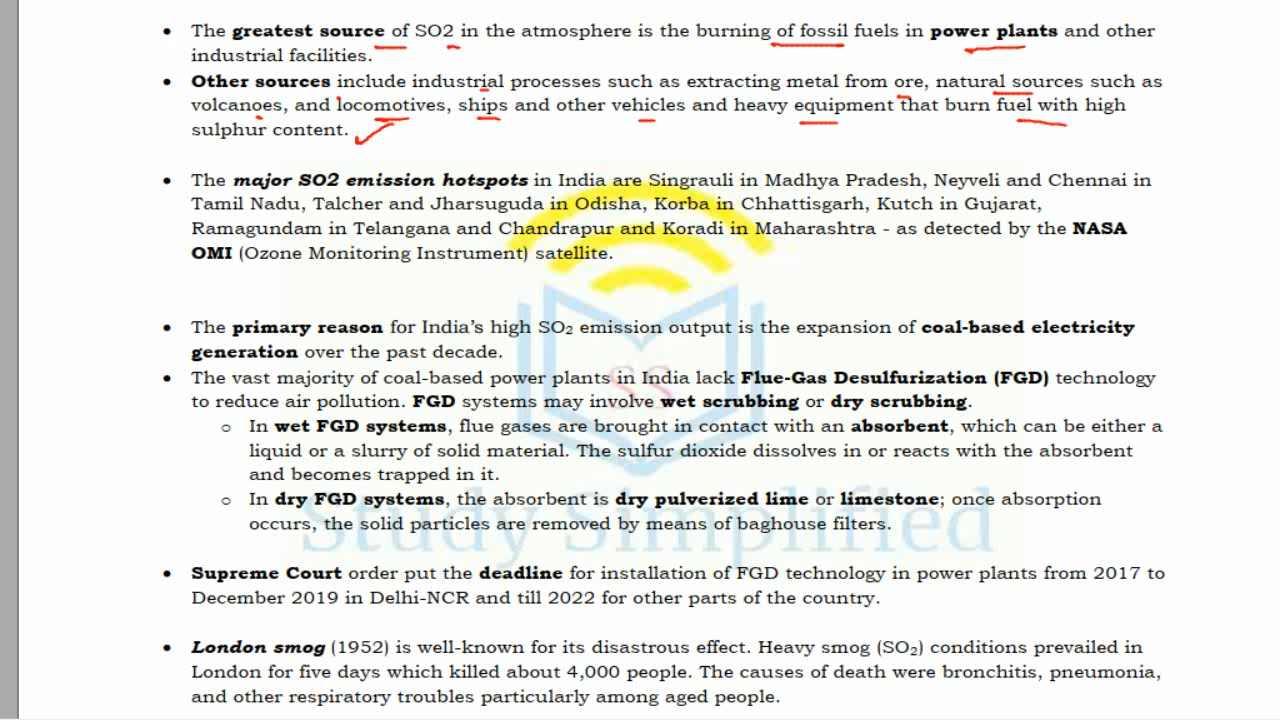 • The greatest source of SO2 in the atmosphere is the burning of fossil fuels in power plants and other
industrial facilities.
• Other sources include industrial processes such as extracting metal from ore, natural sources such as
volcanoes, and locomotives, ships and other vehicles and heavy equipment that burn fuel with high
sulphur content.
• The major SO2 emission hotspots in India are Singrauli in Madhya Pradesh, Neyveli and Chennai in
Tamil Nadu, Talcher and Jharsuguda in Odisha, Korba in Chhattisgarh, Kutch in Gujarat,
Ramagundam in Telangana and Chandrapur and Koradi in Maharashtra - as detected by the NASA
OMI (Ozone Monitoring Instrument) satellite.
• The primary reason for India’s high SO₂ emission output is the expansion of coal-based electricity
generation over the past decade.
• The vast majority of coal-based power plants in India lack Flue-Gas Desulfurization (FGD) technology
to reduce air pollution. FGD systems may involve wet scrubbing or dry scrubbing.
o In wet FGD systems, flue gases are brought in contact with an absorbent, which can be either a
liquid or a slurry of solid material. The sulfur dioxide dissolves in or reacts with the absorbent
and becomes trapped in it.
o In dry FGD systems, the absorbent is dry pulverized lime or limestone; once absorption
occurs, the solid particles are removed by means of baghouse filters.
• Supreme Court order put the deadline for installation of FGD technology in power plants from 2017 to
December 2019 in Delhi-NCR and till 2022 for other parts of the country.
• London smog (1952) is well-known for its disastrous effect. Heavy smog (SO₂) conditions prevailed in
London for five days which killed about 4,000 people. The causes of death were bronchitis, pneumonia,
and other respiratory troubles particularly among aged people.
SS
Study Simplified